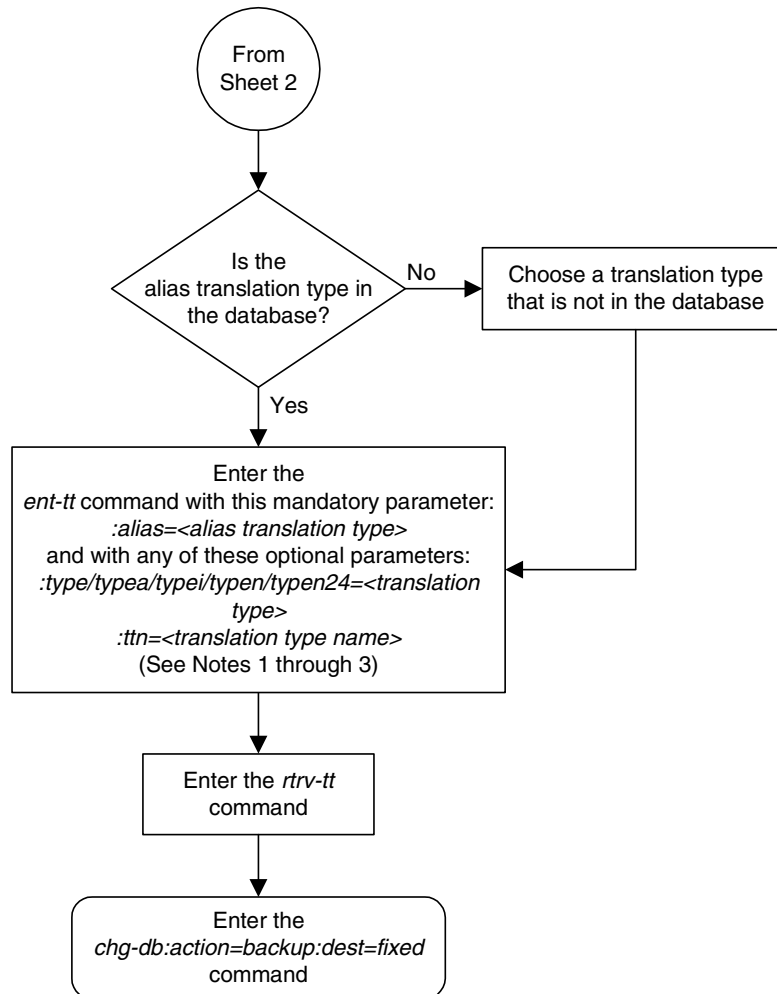 From
Sheet 2
Is the
alias translation type in
the database?
No
Choose a translation type
that is not in the database
Yes
Enter the
ent-tt command with this mandatory parameter:
:alias=<alias translation type>
and with any of these optional parameters:
:type/typea/typei/typen/typen24=<translation
type>
:ttn=<translation type name>
(See Notes 1 through 3)
Enter the rtrv-tt
command
Enter the
chg-db:action=backup:dest=fixed
command